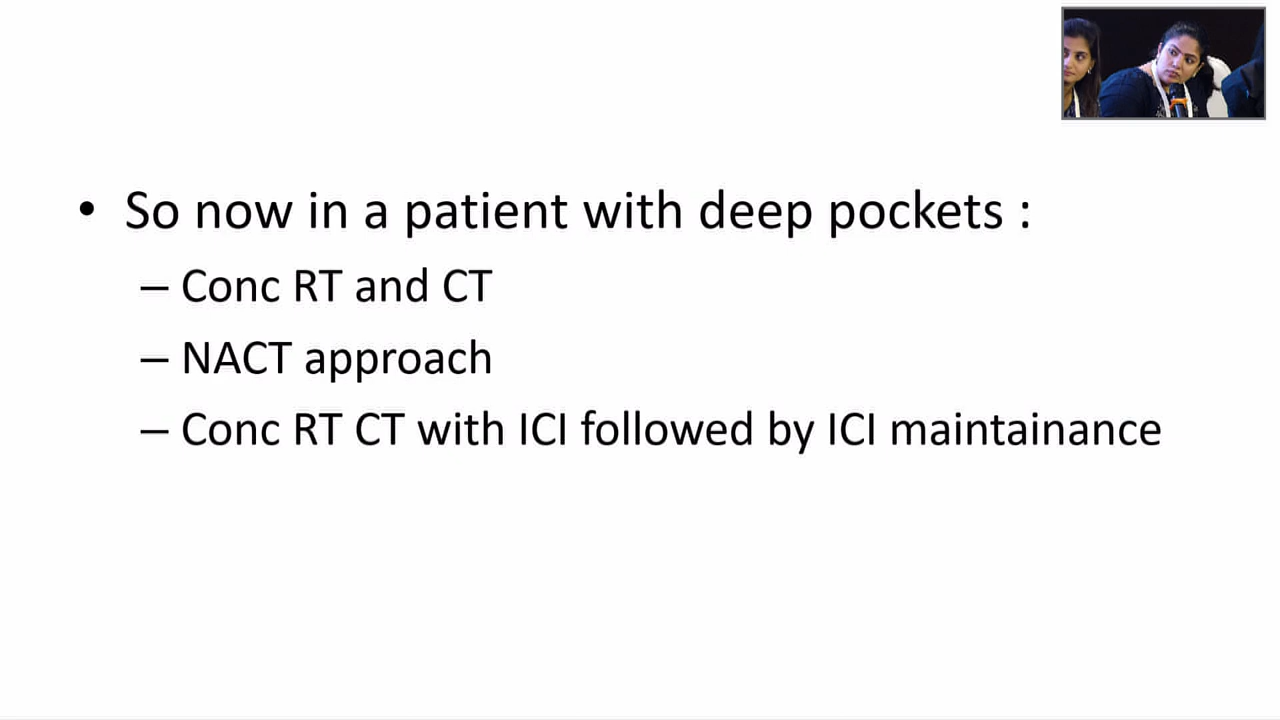 • So now in a patient with deep pockets :
– Conc RT and CT
– NACT approach
– Conc RT CT with ICI followed by ICI maintainance